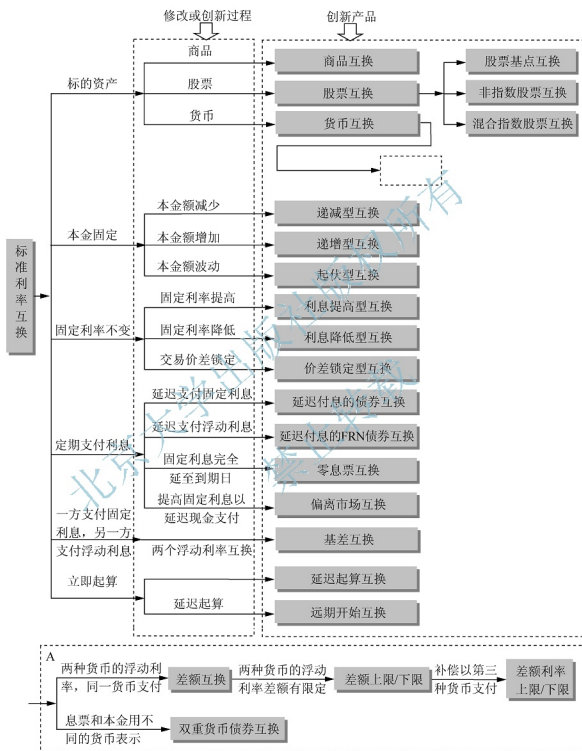 修改或创新过程
创新产品
标准利率互换
标的资产
商品
商品互换
股票
股票互换
股票基点互换
非指数股票互换
混合指数股票互换
货币
货币互换
本金固定
本金额减少
递减型互换
本金额增加
递增型互换
本金额波动
起伏型互换
固定利率不变
固定利率提高
利息提高型互换
固定利率降低
利息降低型互换
交易价差锁定
价差锁定型互换
定期支付利息
延迟支付固定利息
延迟付息的债券互换
延迟支付浮动利息
延迟付息的FRN债券互换
固定利息完全
延至到期日
零息票互换
提高固定利息以
延迟现金支付
偏离市场互换
一方支付固定
利息，另一方
支付浮动利息
两个浮动利率互换
基差互换
立即起算
延迟起算
延迟起算互换
远期开始互换
A
两种货币的浮动利
率，同一货币支付
差额互换
两种货币的浮动
利率差额有限定
差额上限/下限
补偿以第三
种货币支付
差额利率
上限/下限
息票和本金用不
同的货币表示
双重货币债券互换
北京大学出版社版权所有
禁止转载